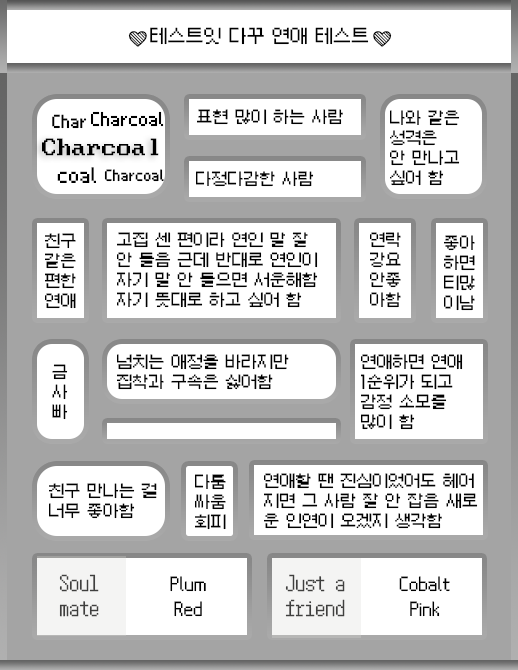 테스트잇 다꾸 연애 테스트
Char Charcoal
Charcoal
coal Charcoal
표현 많이 하는 사람
다정다감한 사람
나와 같은
성격은
안 만나고
싶어 함
친구
같은
편한
연애
고집 센 편이라 연인 말 잘
안 들음 근데 반대로 연인이
자기 말 안 들으면 서운해함
자기 뜻대로 하고 싶어 함
연락
강요
안좋
아함
좋아
하면
티많
이남
금
사
빠
넘치는 애정을 바라지만
집착과 구속은 싫어함
연애하면 연애
1순위가 되고
감정 소모를
많이 함
친구 만나는 걸
너무 좋아함
다툼
싸움
회피
연애할 땐 진심이었어도 헤어
지면 그 사람 잘 안 잡음 새로
운 인연이 오겠지 생각함
Soul
mate
Plum
Red
Just a
friend
Cobalt
Pink